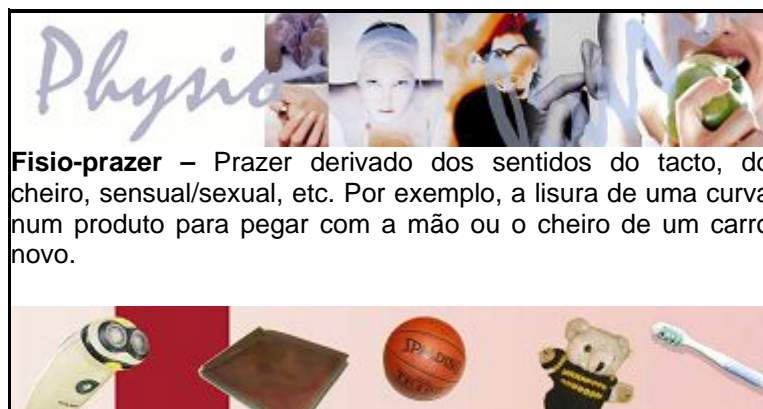 Physio
Fisio-prazer – Prazer derivado dos sentidos do tacto, do
cheiro, sensual/sexual, etc. Por exemplo, a lisura de uma curva
num produto para pegar com a mão ou o cheiro de um carro
novo.
SPALDING